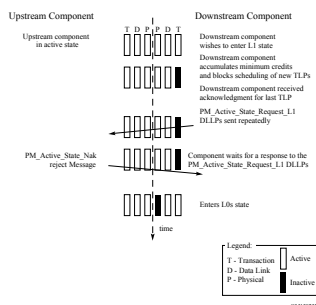 Upstream Component
Downstream Component
T D P P D T
Upstream component
in active state
Downstream component
wishes to enter L1 state
Downstream component
accumulates minimum credits
and blocks scheduling of new TLPs
Downstream component received
acknowledgment for last TLP
PM_Active_State_Request_L1
DLLPs sent repeatedly
PM_Active_State_Nak
reject Message
Component waits for a response to the
PM_Active_State_Request_L1 DLLPs
Enters L0s state
time
Legend:
T - Transaction
D - Data Link
P - Physical
Active
Inactive